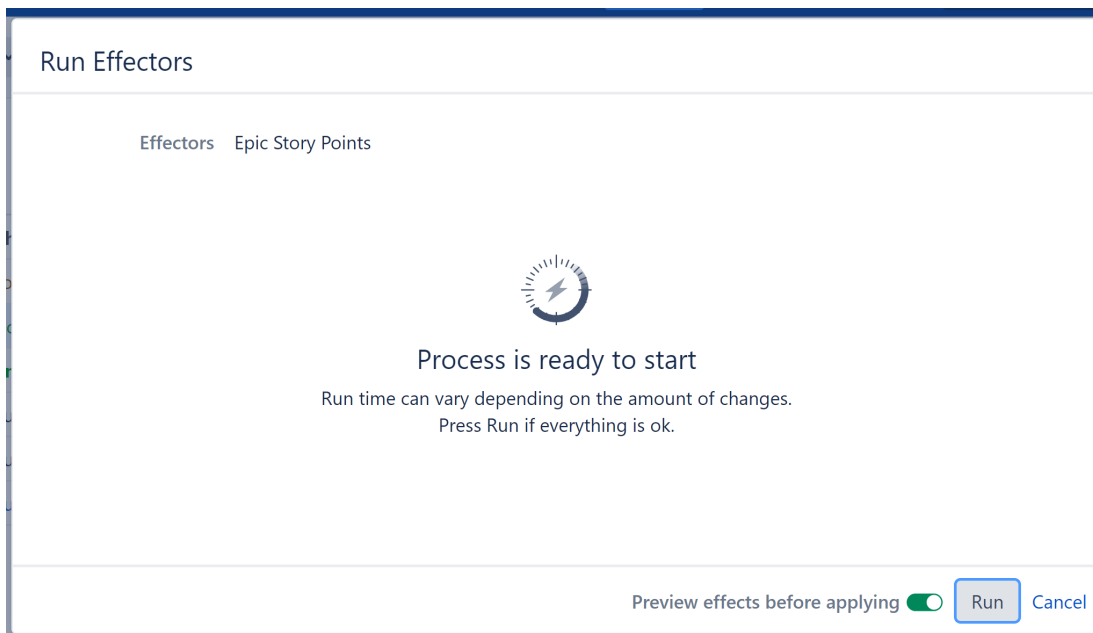 Run Effectors
Effectors Epic Story Points
Process is ready to start
Run time can vary depending on the amount of changes.
Press Run if everything is ok.
Preview effects before applying Run Cancel